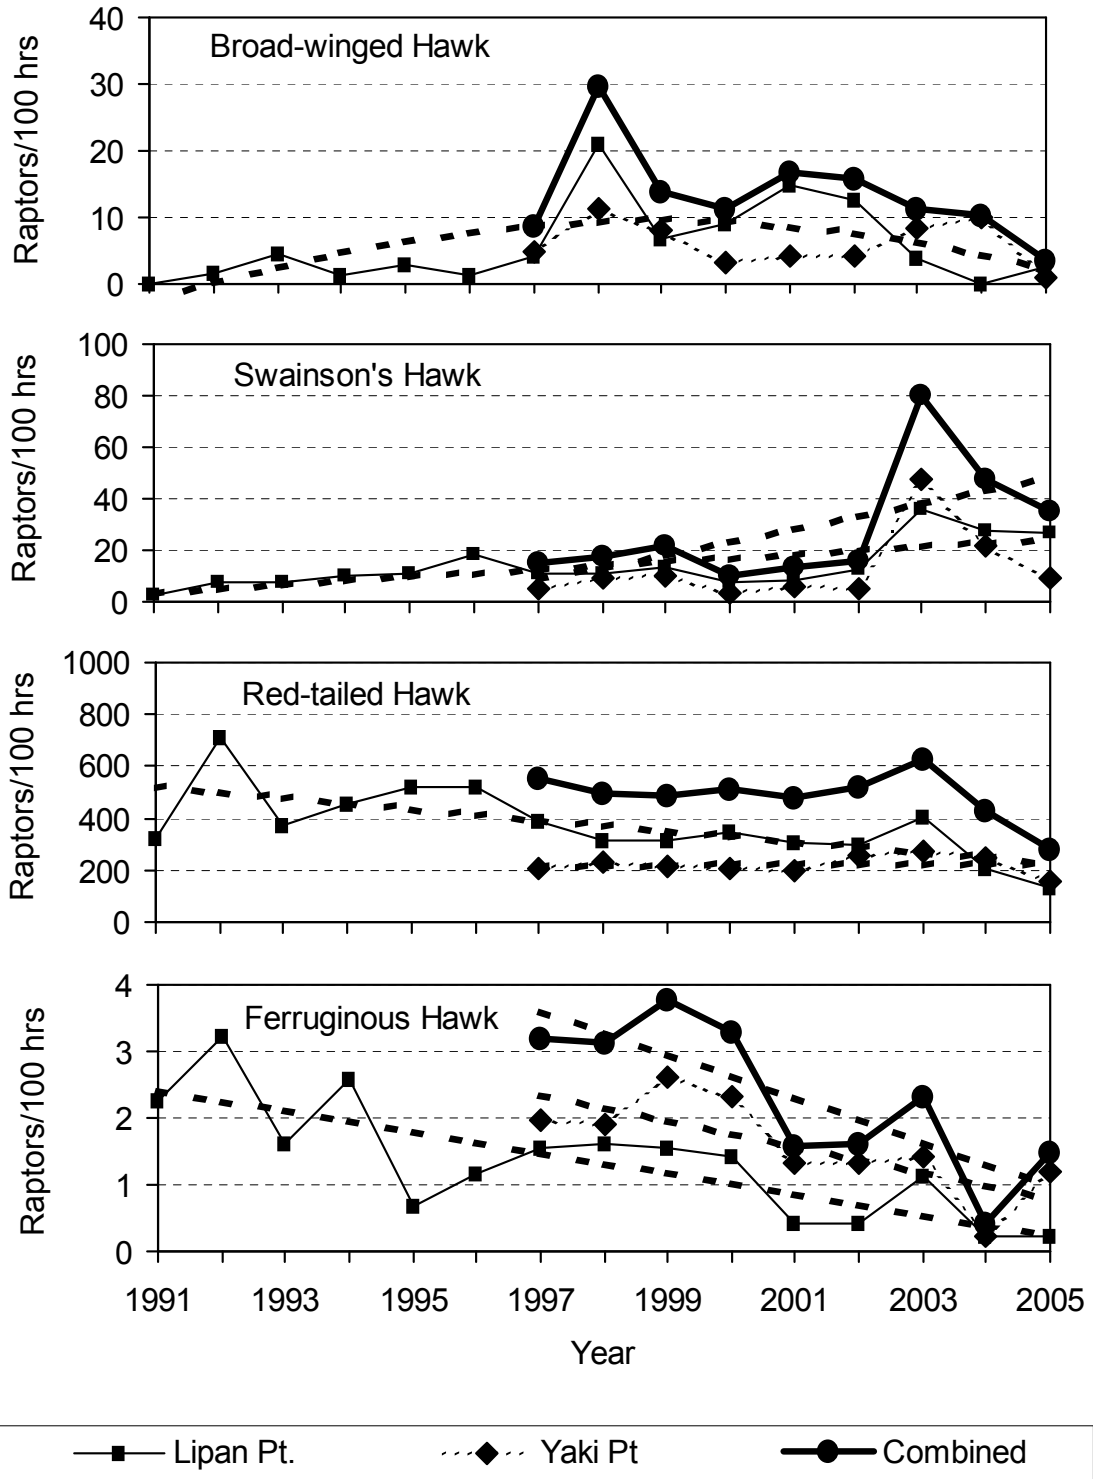 Broad-winged Hawk
Raptors/100 hrs
40
30
20
10
0
Swainson's Hawk
Raptors/100 hrs
100
80
60
40
20
0
Red-tailed Hawk
Raptors/100 hrs
1000
800
600
400
200
0
Ferruginous Hawk
Raptors/100 hrs
4
3
2
1
0
1991 1993 1995 1997 1999 2001 2003 2005
Year
Lipan Pt. Yaki Pt Combined